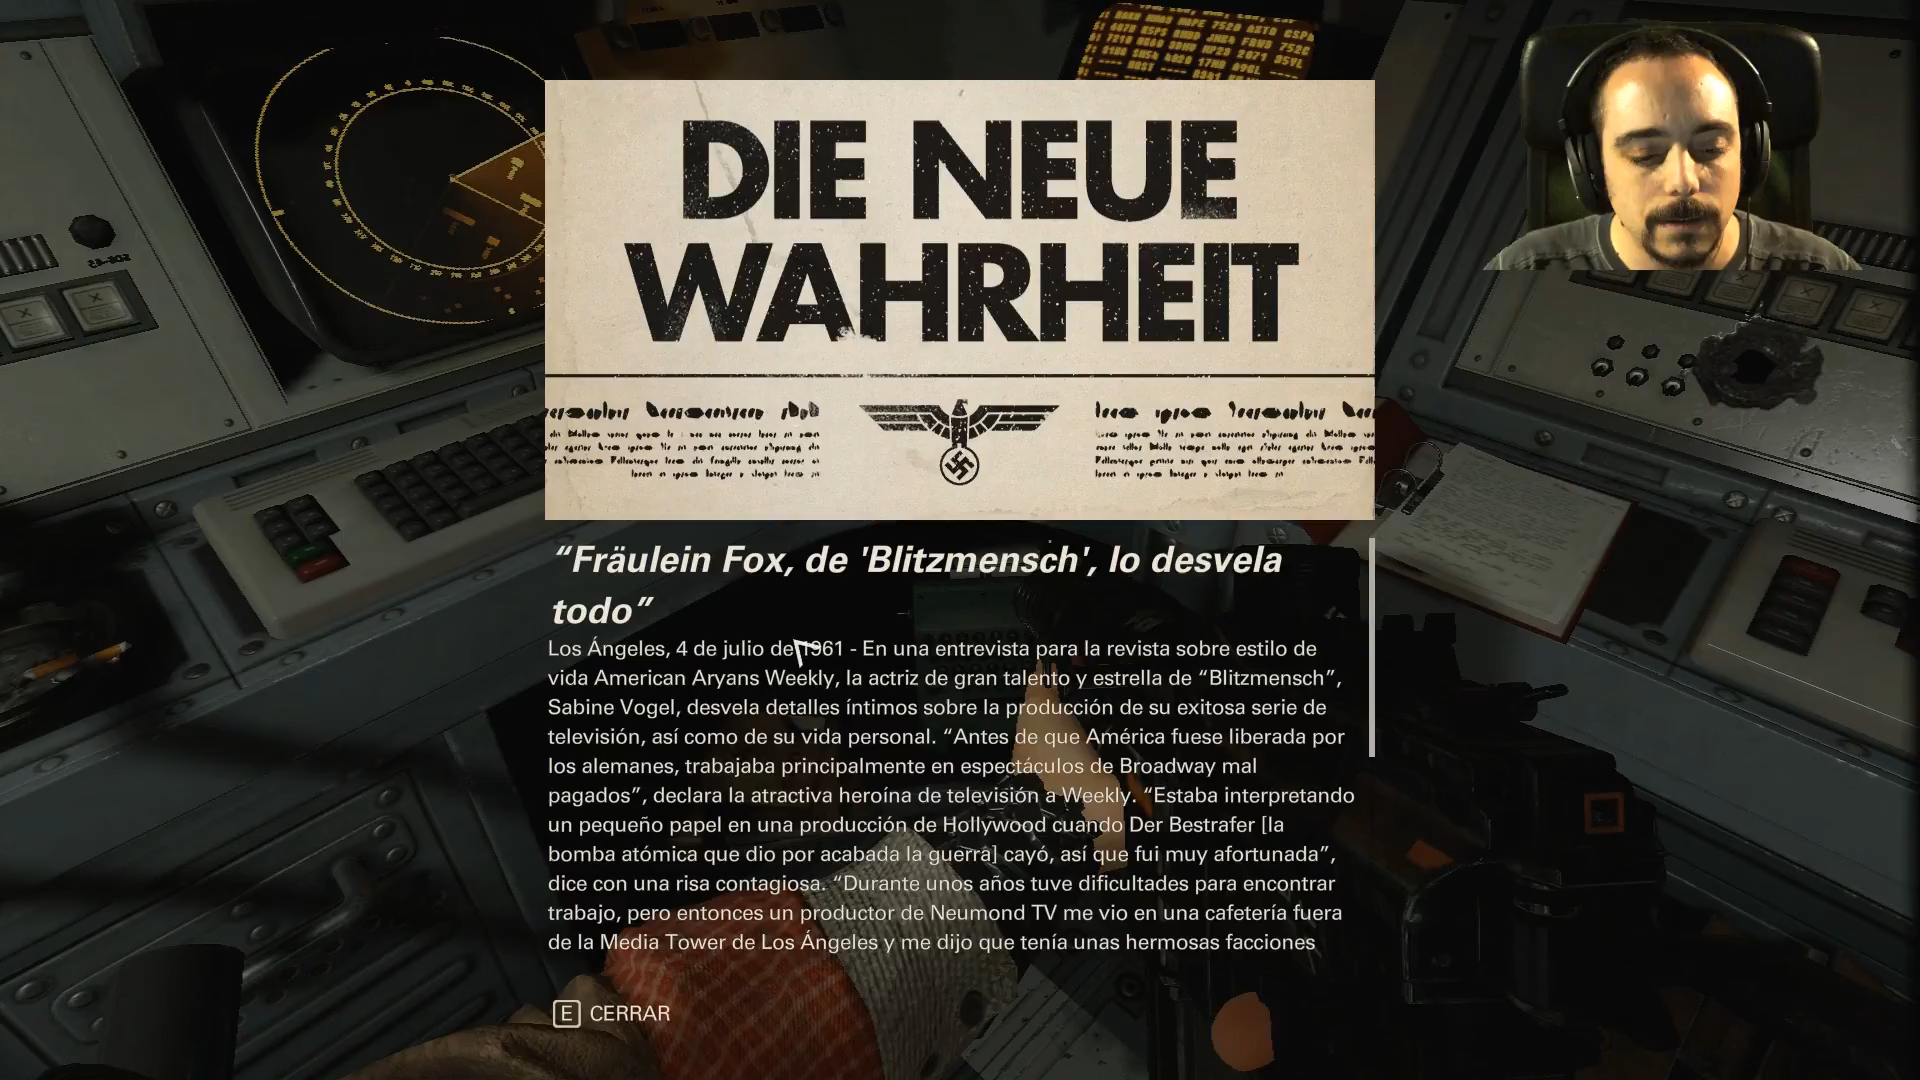 DIE NEUE
WAHRHEIT
“Fräulein Fox, de 'Blitzmensch', lo desvela
todo”
Los Ángeles, 4 de julio de 1961 - En una entrevista para la revista sobre estilo de
vida American Aryans Weekly, la actriz de gran talento y estrella de “Blitzmensch”,
Sabine Vogel, desvela detalles íntimos sobre la producción de su exitosa serie de
televisión, así como de su vida personal. “Antes de que América fuese liberada por
los alemanes, trabajaba principalmente en espectáculos de Broadway mal
pagados”, declara la atractiva heroína de televisión a Weekly. “Estaba interpretando
un pequeño papel en una producción de Hollywood cuando Der Bestrafer [la
bomba atómica que dio por acabada la guerra] cayó, así que fui muy afortunada”,
dice con una risa contagiosa. “Durante unos años tuve dificultades para encontrar
trabajo, pero entonces un productor de Neumond TV me vio en una cafetería fuera
de la Media Tower de Los Ángeles y me dijo que tenía unas hermosas facciones
E CERRAR